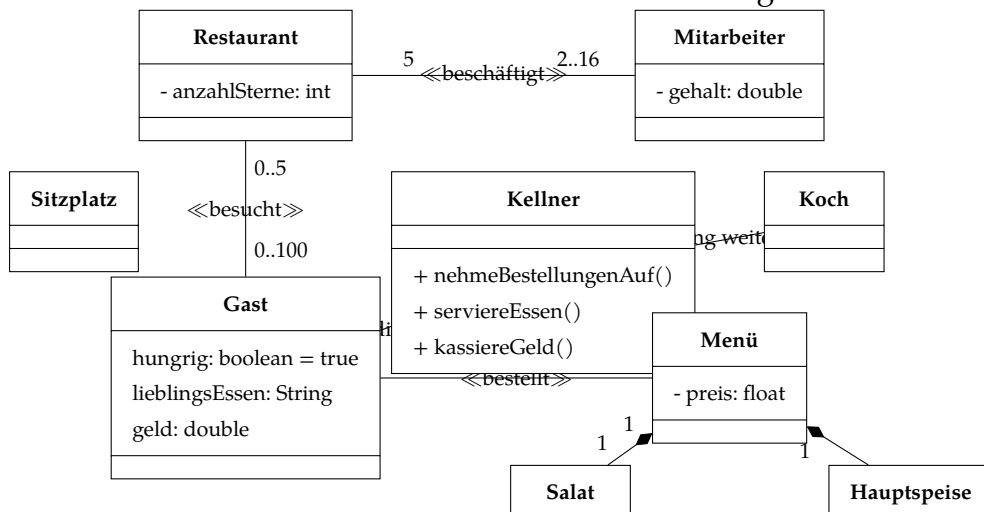 Restaurant
- anzahlSterne: int
5
≪beschäftigt≫
2..16
Mitarbeiter
- gehalt: double
0..5
≪besucht≫
0..100
Sitzplatz
Kellner
+ nehmeBestellungenAuf()
+ serviereEssen()
+ kassiereGeld()
Koch
Gast
hungrig: boolean = true
lieblingsEssen: String
geld: double
≪bestellt≫
Menü
- preis: float
1
1
1
Salat
Hauptspeise